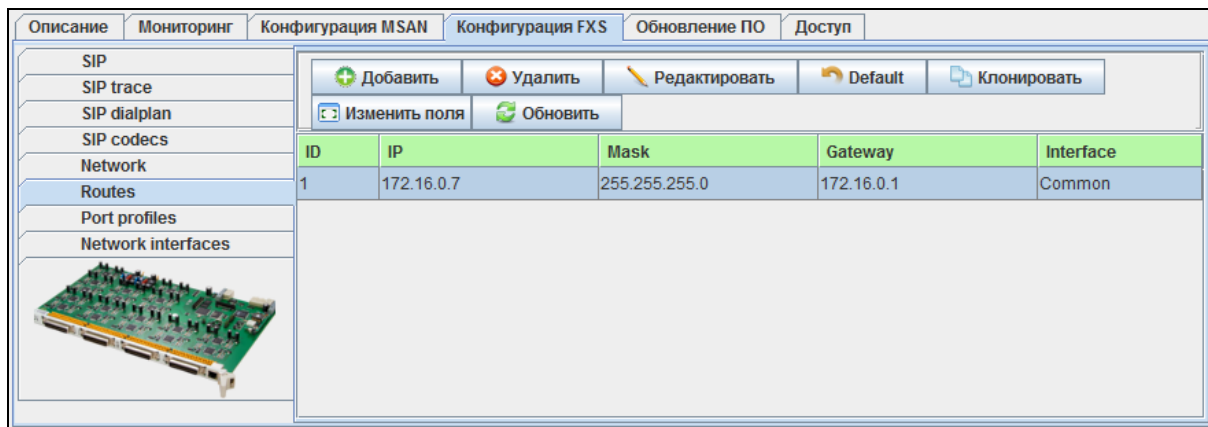 Описание Мониторинг Конфигурация MSAN Конфигурация FXS Обновление ПО Доступ
SIP
SIP trace
SIP dialplan
SIP codecs
Network
Routes
Port profiles
Network interfaces
Добавить Удалить Редактировать Default Клонировать
Изменить поля Обновить
ID IP Mask Gateway Interface
1 172.16.0.7 255.255.255.0 172.16.0.1 Common